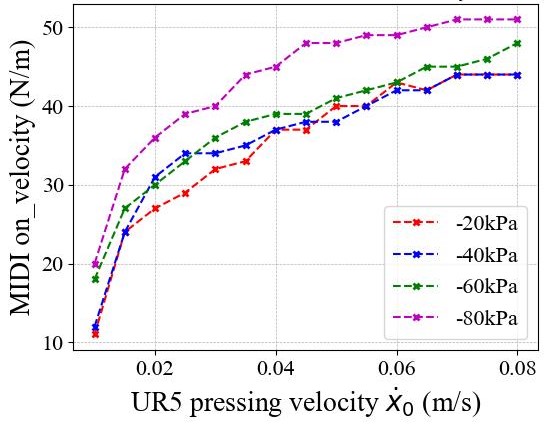 MIDI on_velocity (N/m)
50
40
30
20
10
-20kPa
-40kPa
-60kPa
-80kPa
0.02
0.04
0.06
0.08
UR5 pressing velocity ẋ₀ (m/s)